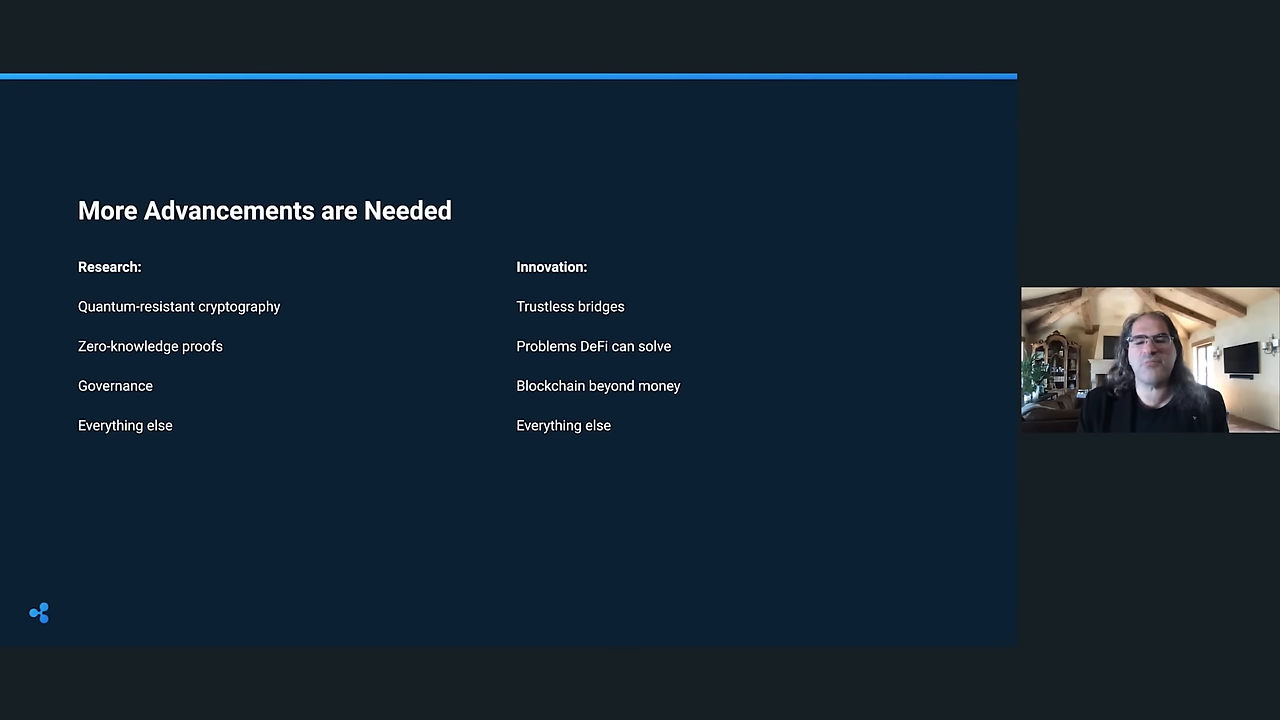 More Advancements are Needed
Research:
Quantum-resistant cryptography
Zero-knowledge proofs
Governance
Everything else
Innovation:
Trustless bridges
Problems DeFi can solve
Blockchain beyond money
Everything else